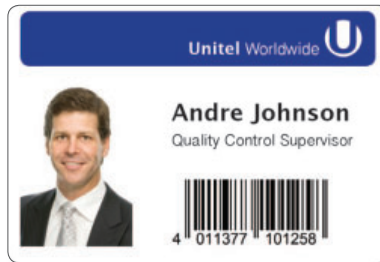 Unitel Worldwide
Andre Johnson
Quality Control Supervisor
4 011377 101258